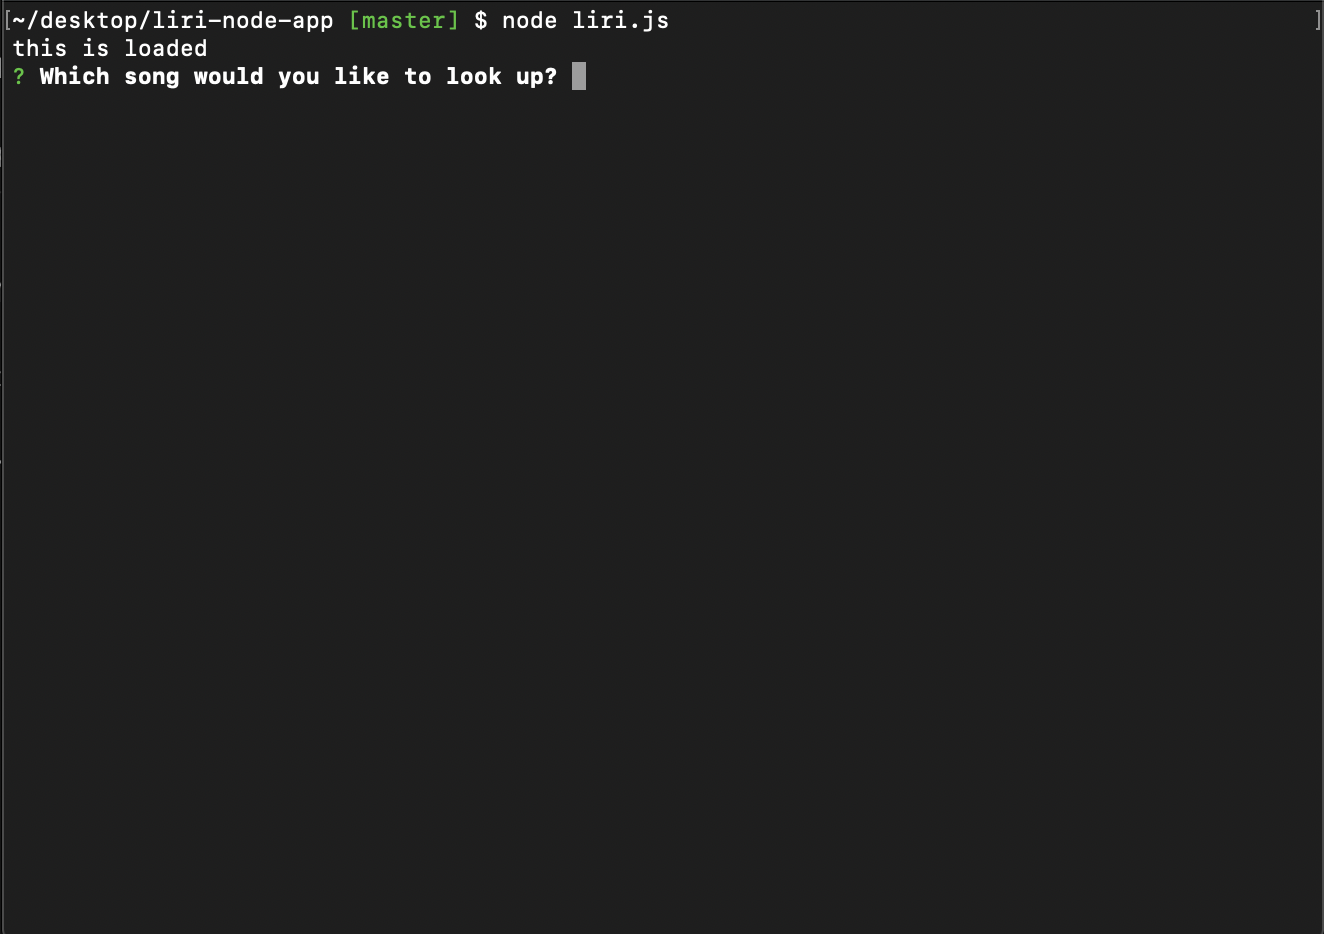 [~/desktop/liri-node-app [master] $ node liri.js ]
this is loaded
? Which song would you like to look up?